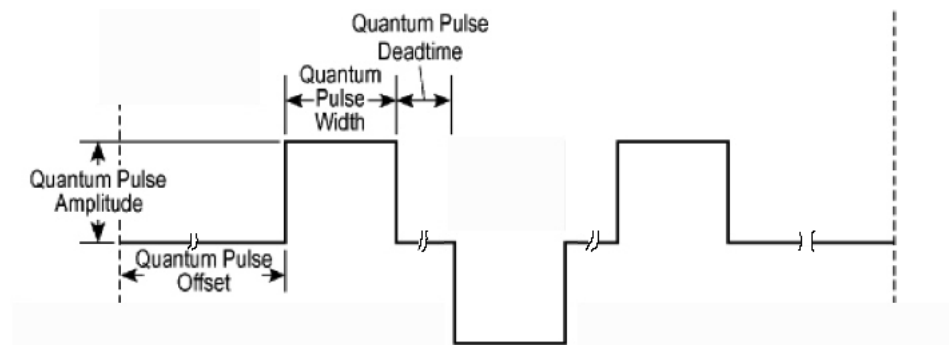 Quantum Pulse
Deadtime
Quantum
Pulse
Width
Quantum Pulse
Amplitude
Quantum Pulse
Offset